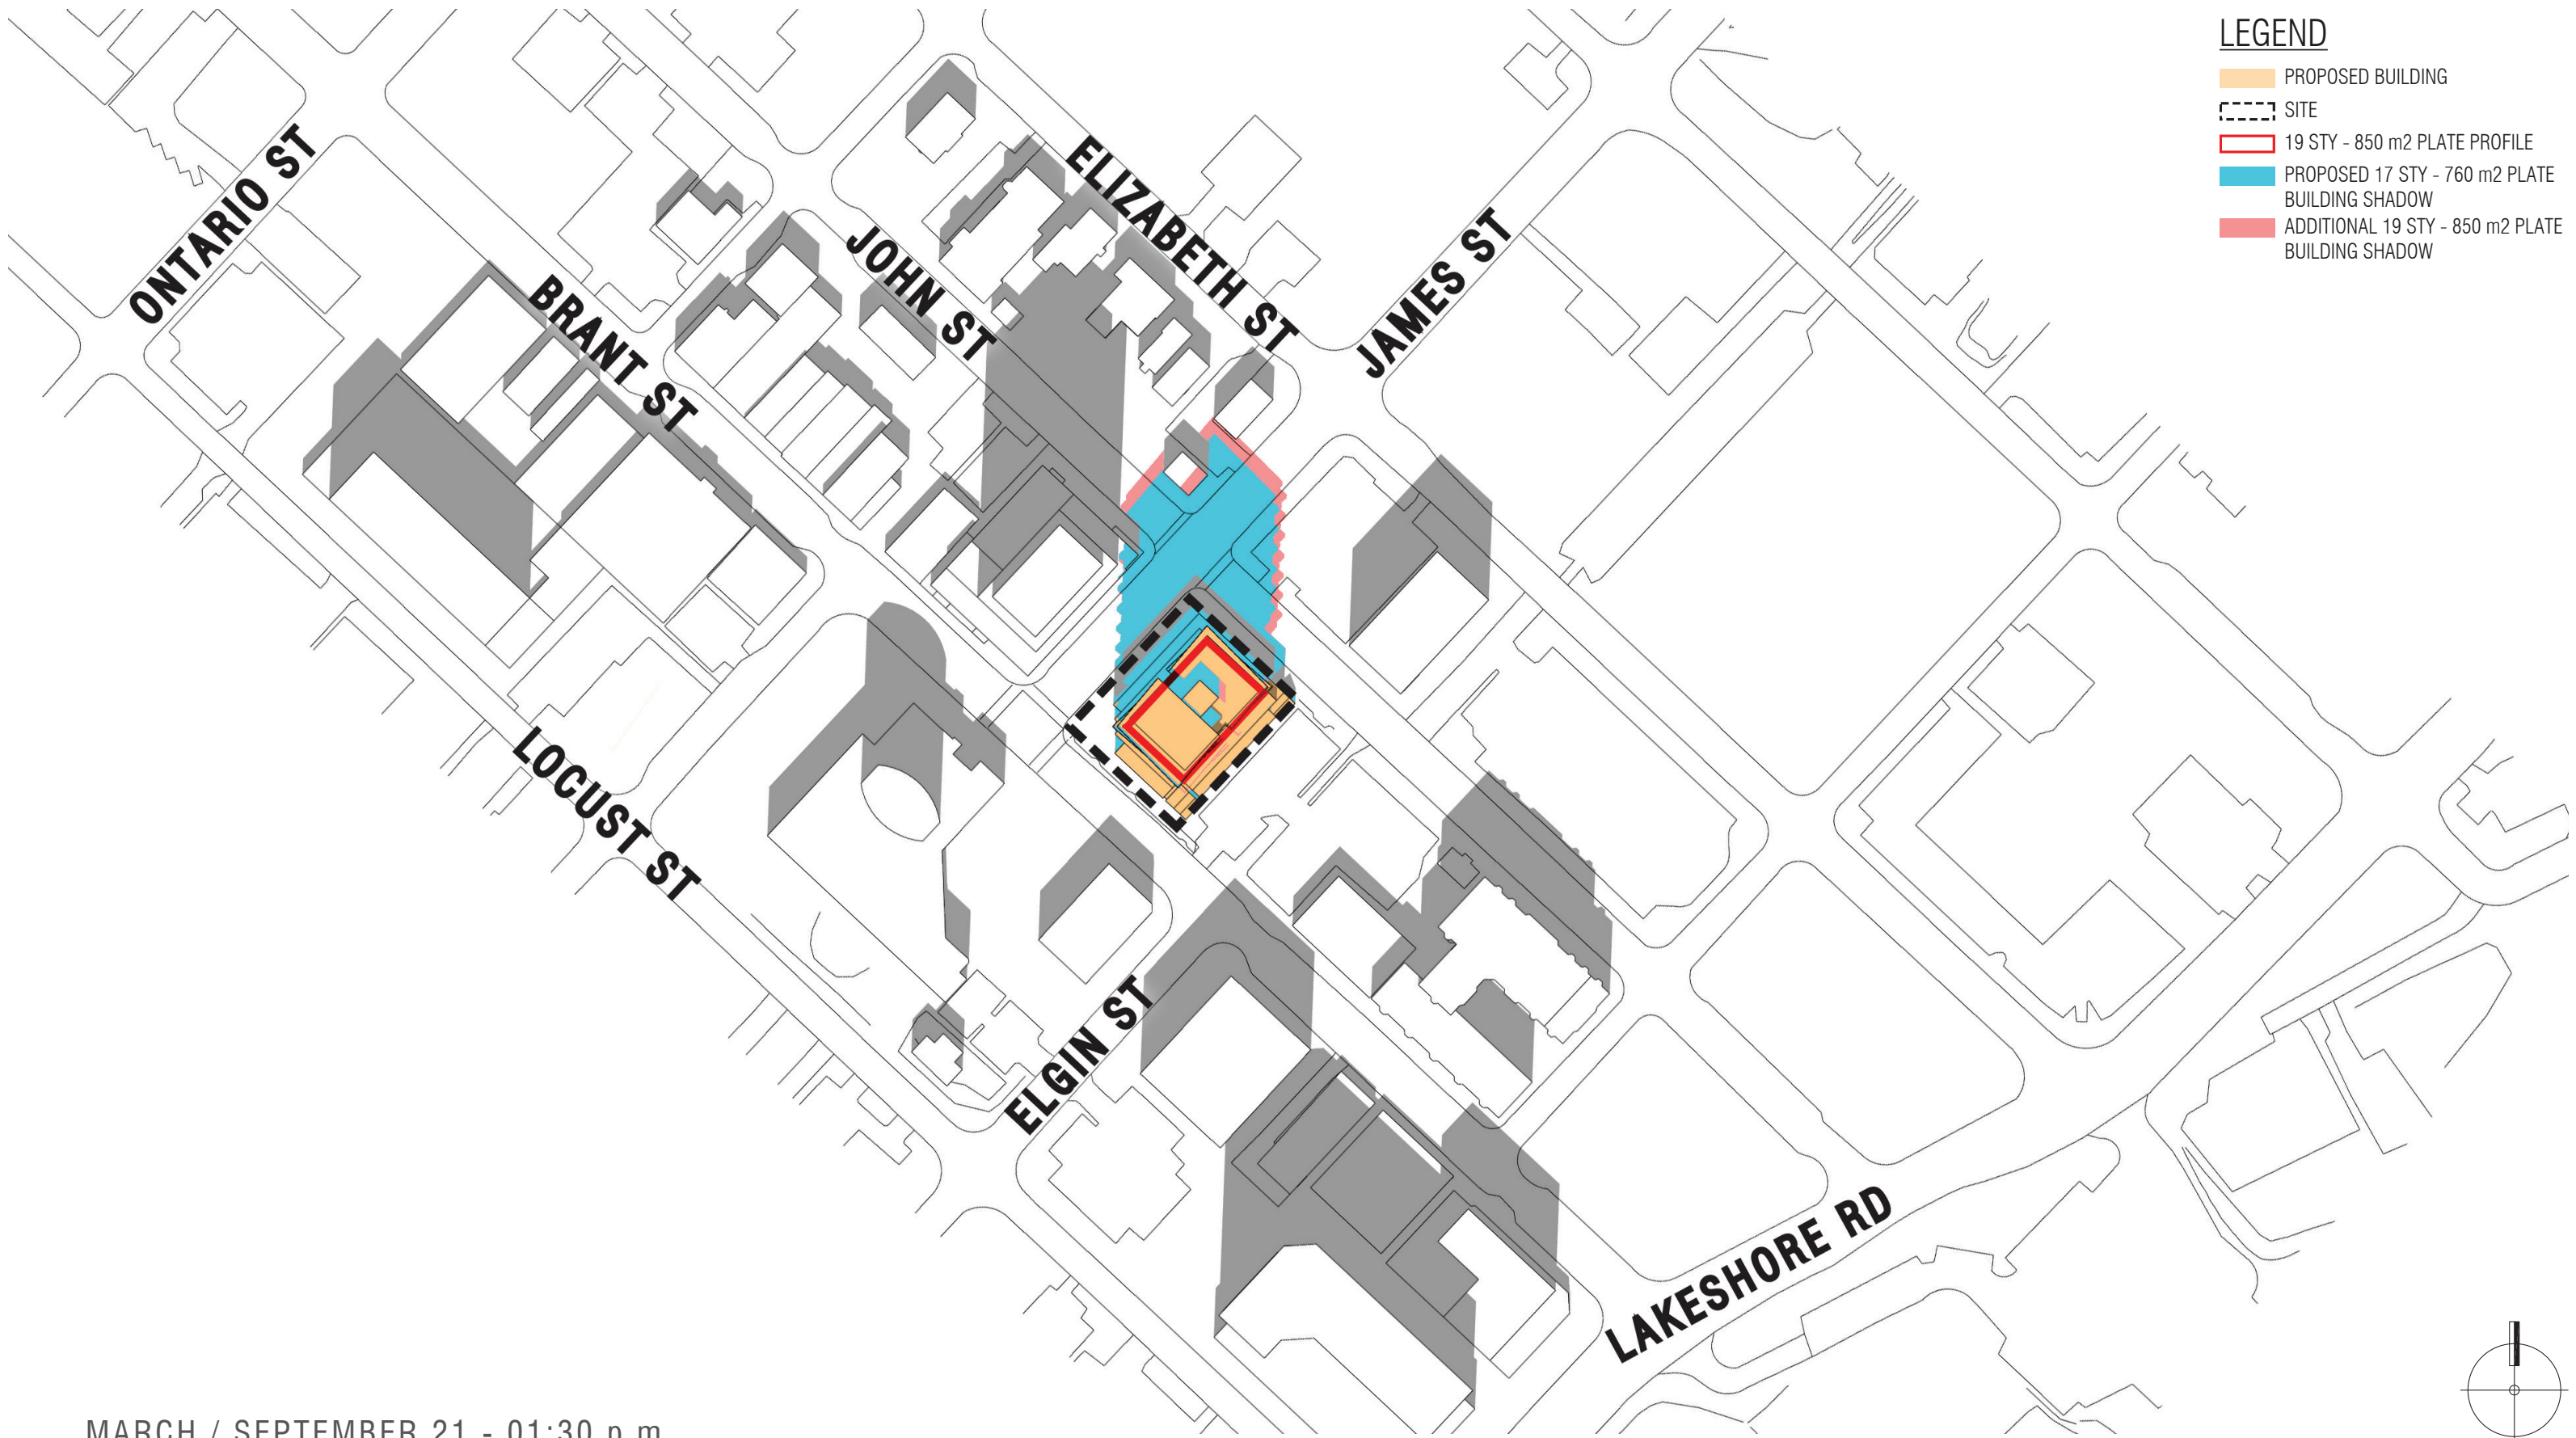 LEGEND
PROPOSED BUILDING
SITE
19 STY - 850 m2 PLATE PROFILE
PROPOSED 17 STY - 760 m2 PLATE
BUILDING SHADOW
ADDITIONAL 19 STY - 850 m2 PLATE
BUILDING SHADOW
ONTARIO ST
ELIZABETH ST
JOHN ST
JAMES ST
BRANT ST
LOCUST ST
ELGIN ST
LAKESHORE RD
MARCH / SEPTEMBER 21 - 01:30 p.m